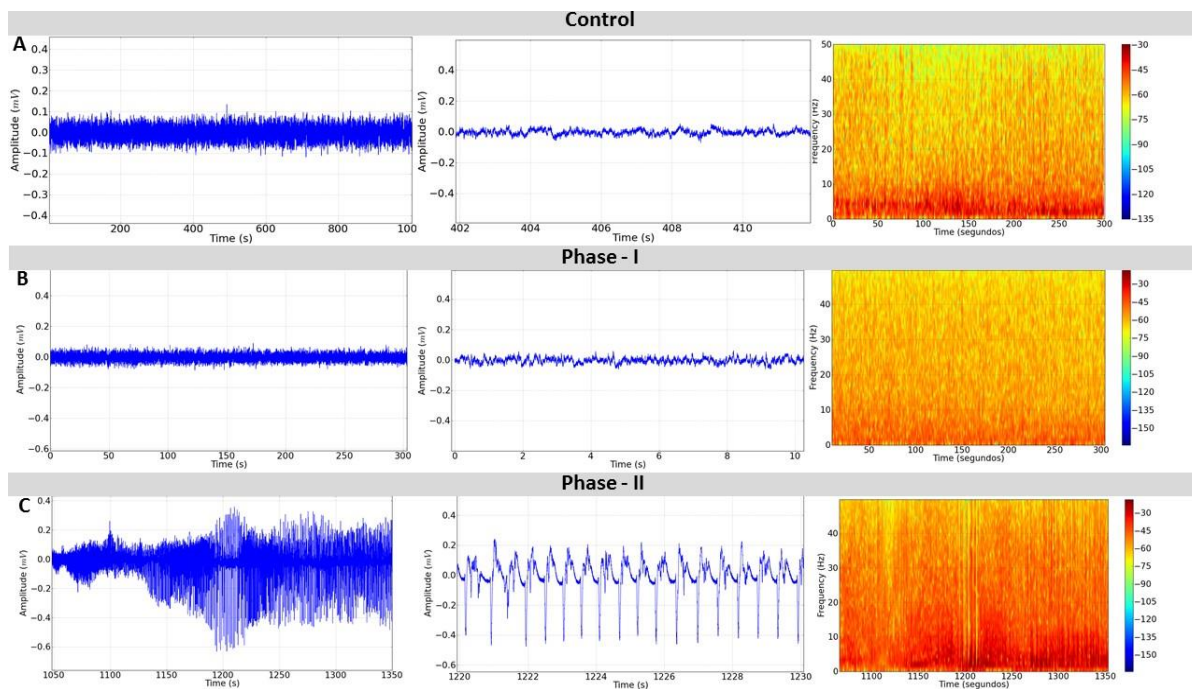 Control
A
Amplitude (mV)
0.4
0.3
0.2
0.1
0.0
−0.1
−0.2
−0.3
−0.4
200 400 600 800 100
Time (s)
Amplitude (mV)
0.4
0.2
0.0
−0.2
−0.4
402 404 406 408 410
Time (s)
Frequency (Hz)
50
40
30
20
10
0
0 50 100 150 200 250 300
Time (segundos)
−30
−45
−60
−75
−90
−105
−120
−135
Phase - I
B
Amplitude (mV)
0.4
0.2
0.0
−0.2
−0.4
−0.6
0 50 100 150 200 250 300
Time (s)
Amplitude (mV)
0.4
0.2
0.0
−0.2
−0.4
−0.6
0 2 4 6 8 10
Time (s)
Frequency (Hz)
40
30
20
10
0
50 100 150 200 250 300
Time (segundos)
−30
−45
−60
−75
−90
−105
−120
−135
−150
Phase - II
C
Amplitude (mV)
0.4
0.2
0.0
−0.2
−0.4
−0.6
1050 1100 1150 1200 1250 1300 1350
Time (s)
Amplitude (mV)
0.4
0.2
0.0
−0.2
−0.4
−0.6
1220 1222 1224 1226 1228 1230
Time (s)
Frequency (Hz)
40
30
20
10
0
1100 1150 1200 1250 1300 1350
Time (segundos)
−30
−45
−60
−75
−90
−105
−120
−135
−150